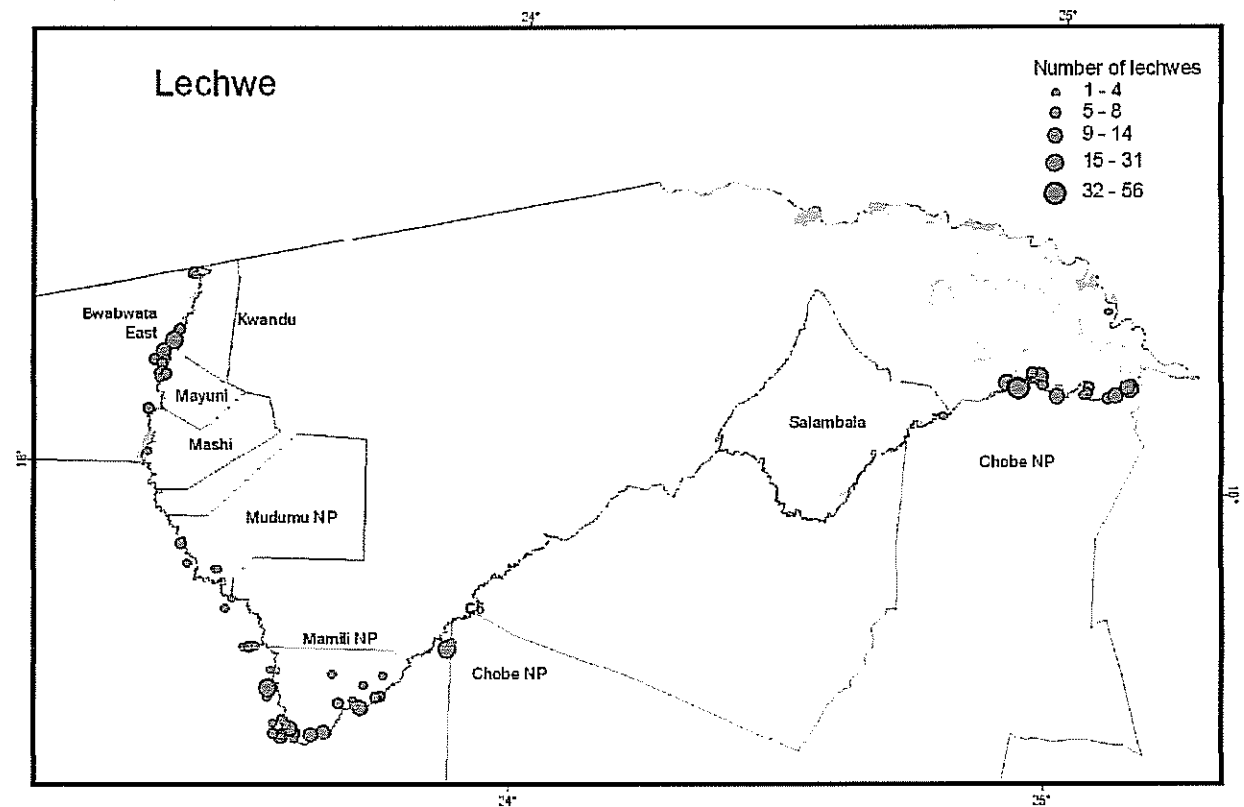 24°
25°
Lechwe
Number of lechwes
1 - 4
5 - 8
9 - 14
15 - 31
32 - 56
Bwabwata
East
Kwandu
Mayuni
Mashi
Salambala
Chobe NP
18°
Mudumu NP
C6
Mamili NP
Chobe NP
24°
25°